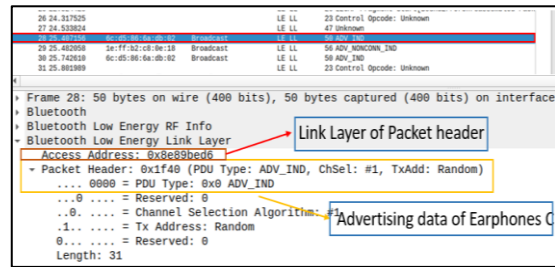 26 24.317525 LE LL 23 Control Opcode: Unknown
27 24.533824 LE LL 47 Unknown
28 25.407156 6c:d5:86:6a:db:02 Broadcast LE LL 50 ADV_IND
29 25.482058 1e:ff:b2:c8:0e:18 Broadcast LE LL 56 ADV_NONCONN_IND
30 25.742610 6c:d5:86:6a:db:02 Broadcast LE LL 50 ADV_IND
31 25.801989 LE LL 23 Control Opcode: Unknown
Frame 28: 50 bytes on wire (400 bits), 50 bytes captured (400 bits) on interface
Bluetooth
Bluetooth Low Energy RF Info
Bluetooth Low Energy Link Layer
Link Layer of Packet header
Access Address: 0x8e89bed6
Packet Header: 0x1f40 (PDU Type: ADV_IND, ChSel: #1, TxAdd: Random)
.... 0000 = PDU Type: 0x0 ADV_IND
...0 .... = Reserved: 0
..0. .... = Channel Selection Algorithm: #1
.1.. .... = Tx Address: Random
Advertising data of Earphones C
0... .... = Reserved: 0
Length: 31